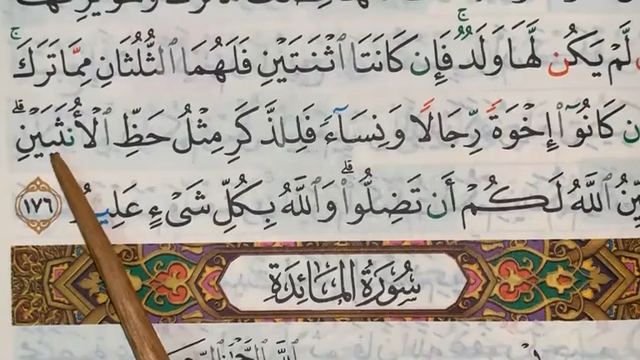 لَّمْ يَكُن لَّهَا وَلَدٌ ۚ فَإِن كَانَتَا ٱثْنَتَيْنِ فَلَهُمَا ٱلثُّلُثَانِ مِمَّا تَرَكَ ۚ
كَانُوٓا۟ إِخْوَةً رِّجَالًا وَنِسَآءً فَلِلذَّكَرِ مِثْلُ حَظِّ ٱلْأُنثَيَيْنِ ۗ
ٱللَّهُ لَكُمْ أَن تَضِلُّوا۟ ۗ وَٱللَّهُ بِكُلِّ شَىْءٍ عَلِيمٌ ١٧٦
سُورَةُ المَائِدَةِ